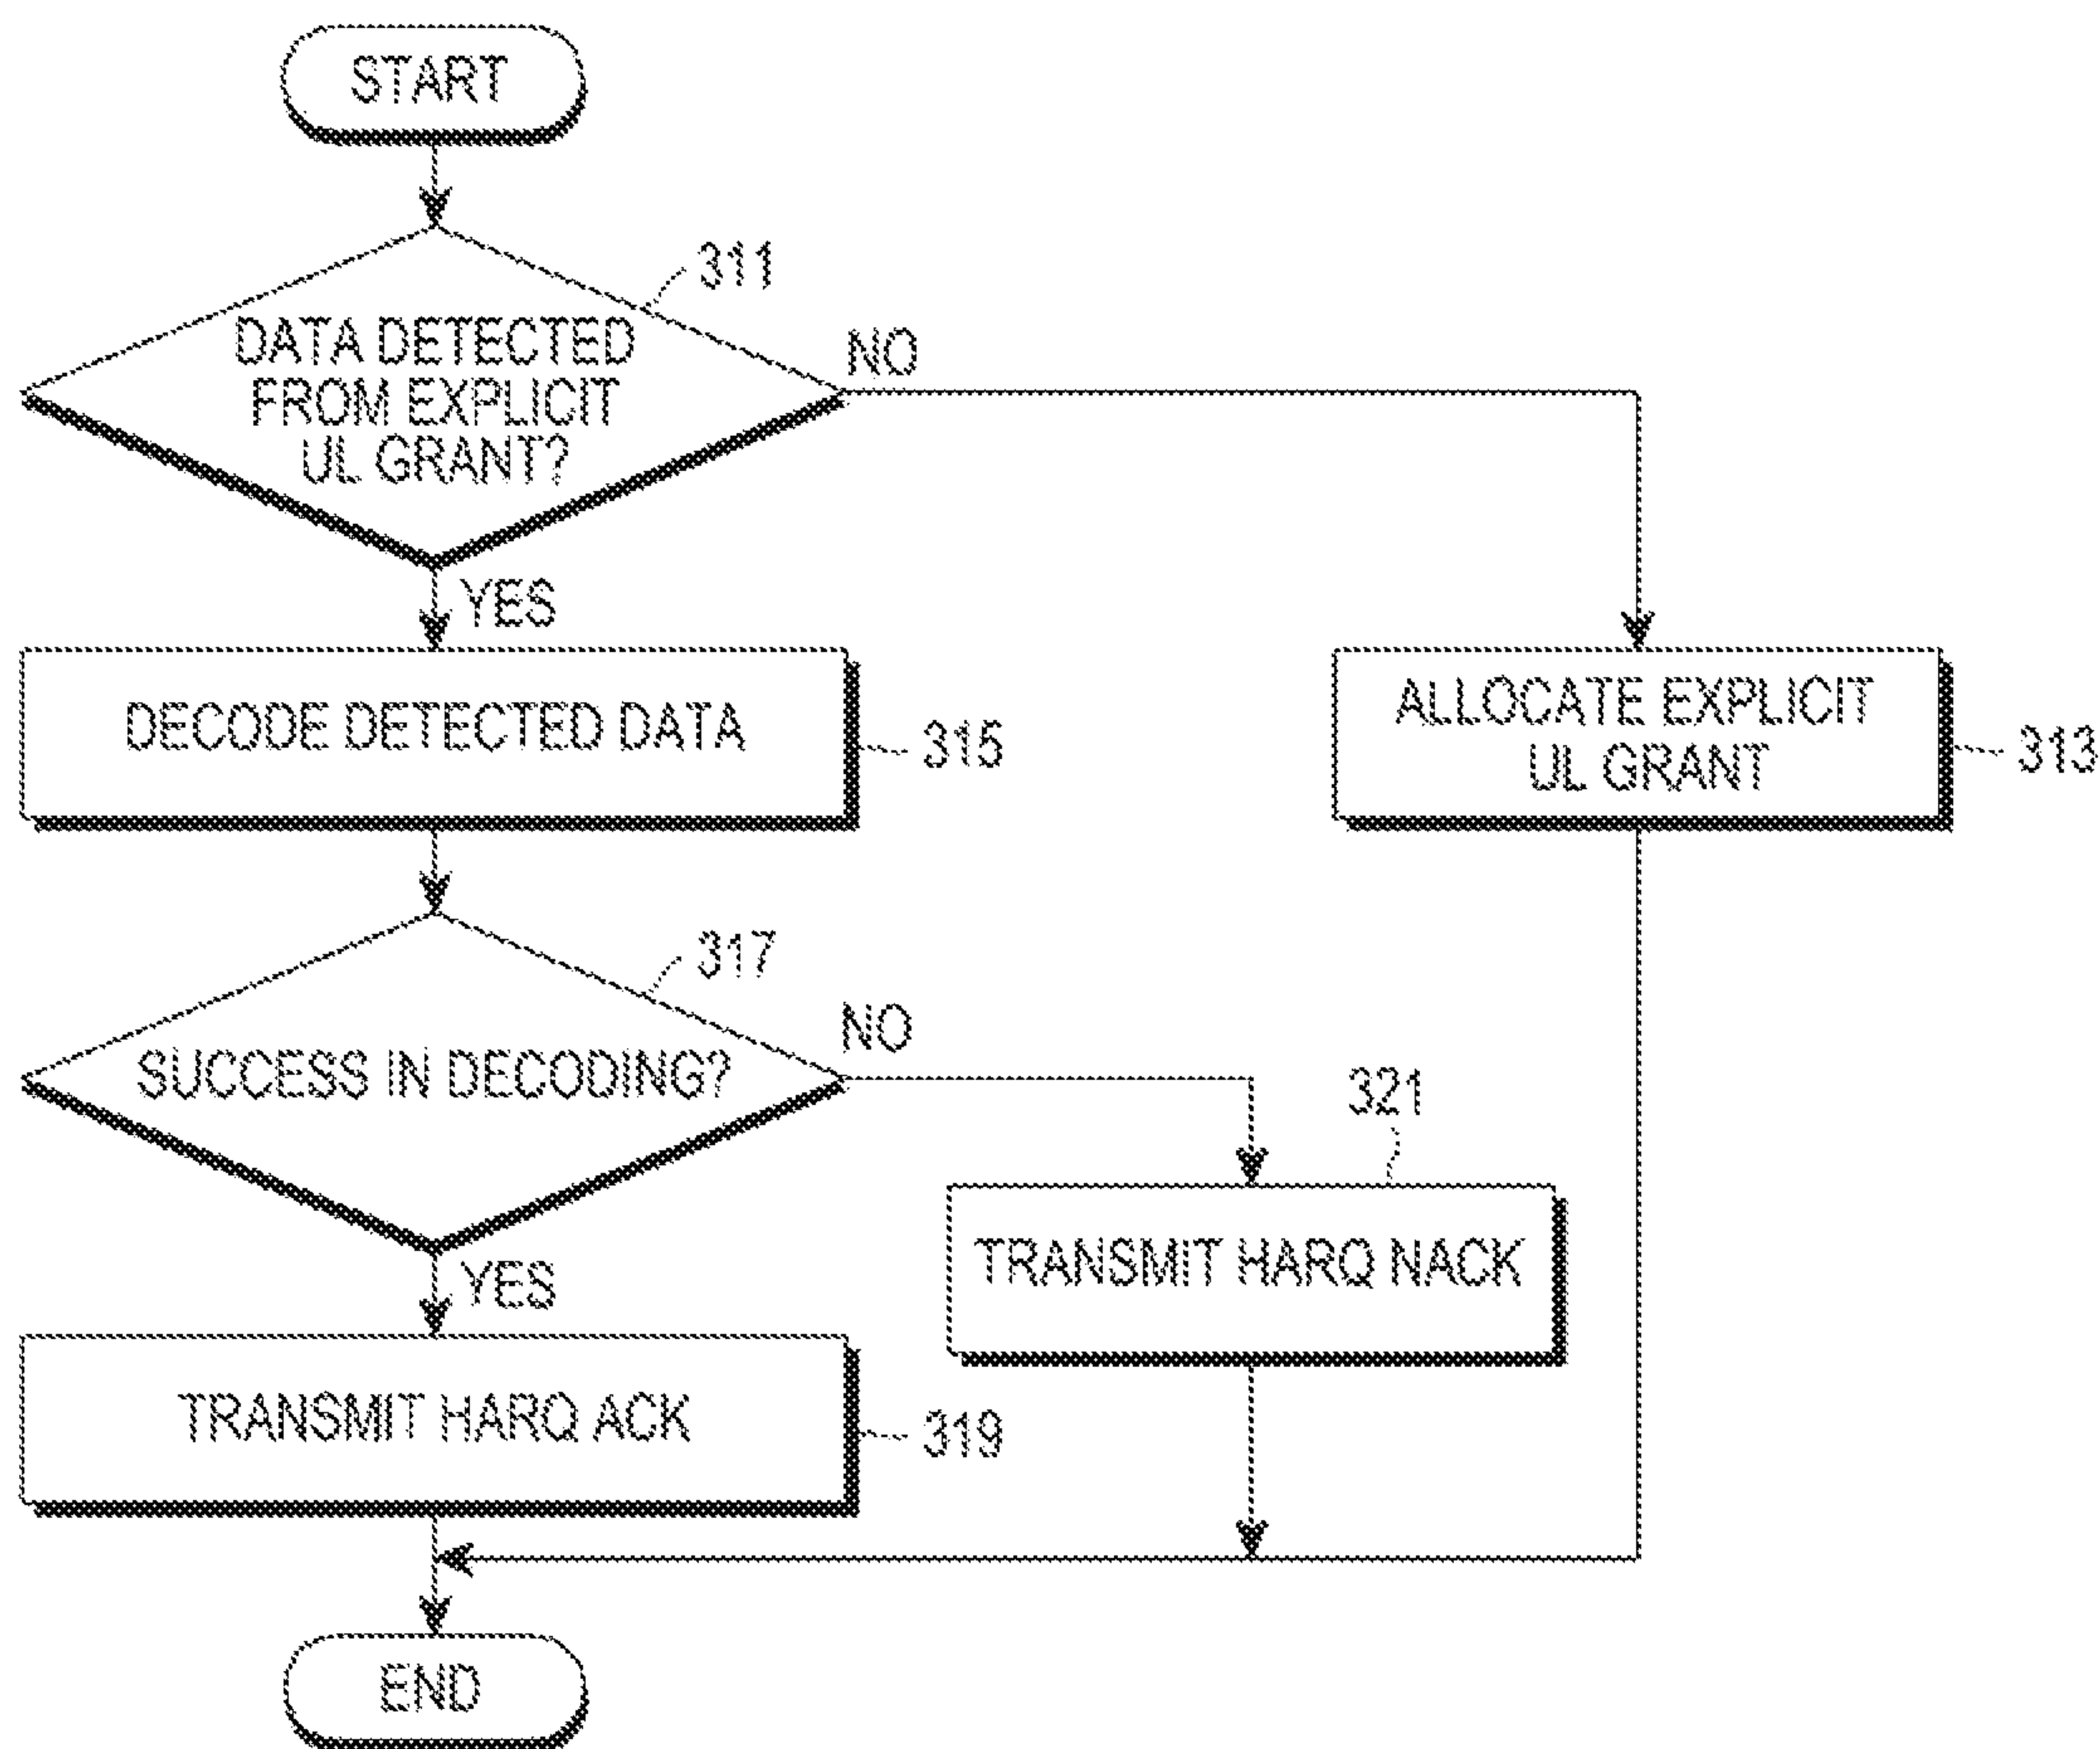 START
311
DATA DETECTED
FROM EXPLICIT
UL GRANT?
NO
YES
DECODE DETECTED DATA
315
ALLOCATE EXPLICIT
UL GRANT
313
317
SUCCESS IN DECODING?
NO
321
YES
TRANSMIT HARQ NACK
TRANSMIT HARQ ACK
319
END